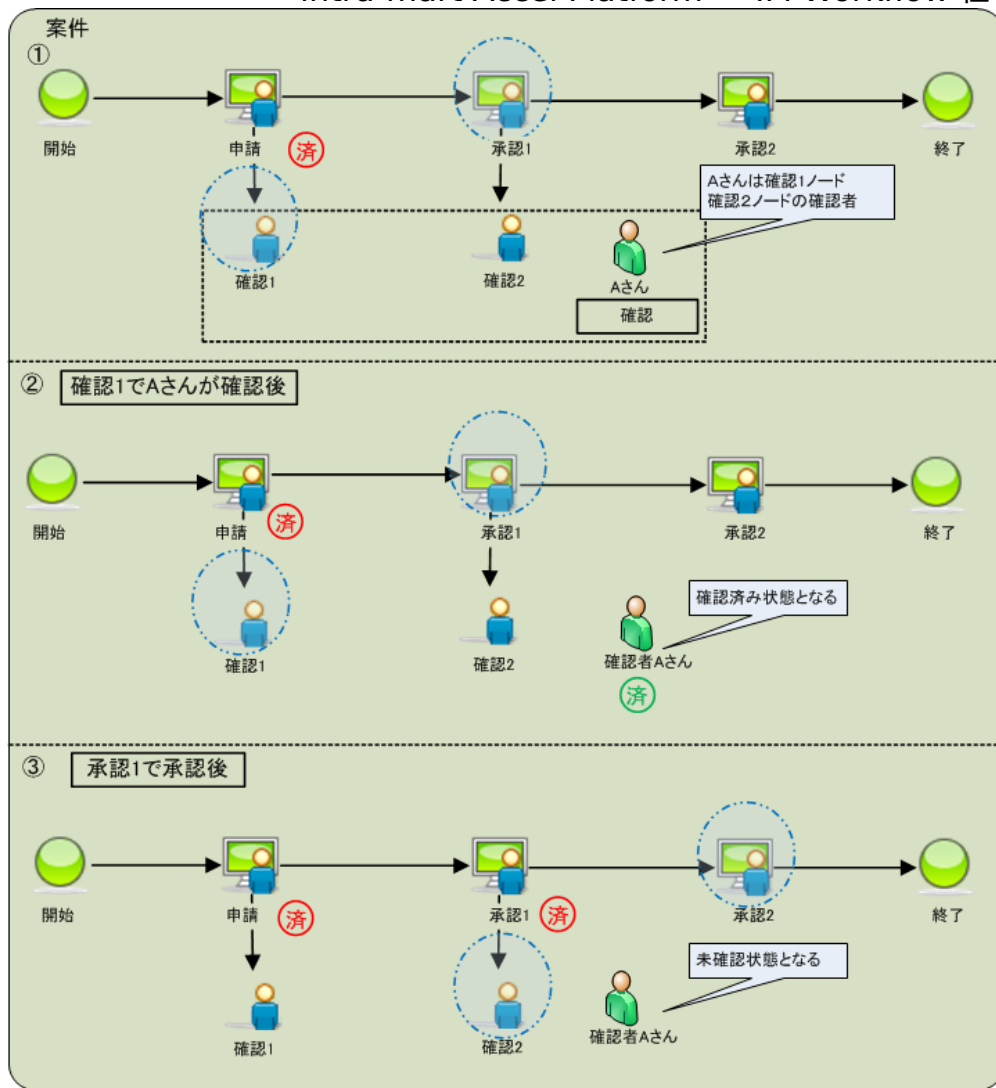 intra-mart Accel Platform — IM-Workflow 仕
案件
①
開始
申請
済
承認1
承認2
終了
Aさんは確認1ノード
確認2ノードの確認者
確認1
確認2
Aさん
確認
② 確認1でAさんが確認後
開始
申請
済
承認1
承認2
終了
確認済み状態となる
確認1
確認2
確認者Aさん
済
③ 承認1で承認後
開始
申請
済
承認1
済
承認2
終了
未確認状態となる
確認1
確認2
確認者Aさん